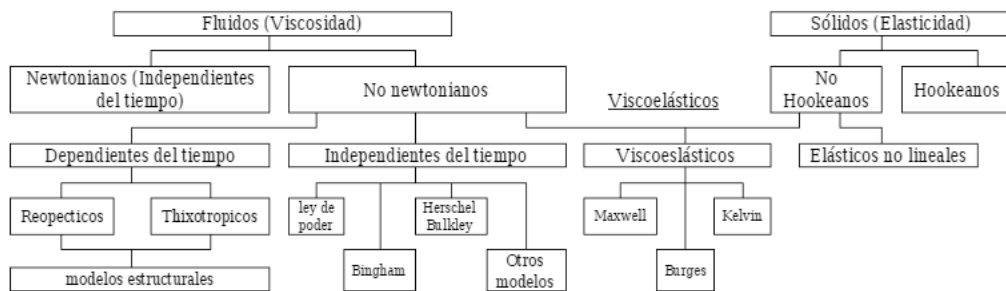 Fluidos (Viscosidad)
Sólidos (Elasticidad)
Newtonianos (Independientes
del tiempo)
No newtonianos
Viscoelásticos
No
Hookeanos
Hookeanos
Dependientes del tiempo
Independientes del tiempo
Viscoeslásticos
Elásticos no lineales
Reopecticos
Thixotropicos
ley de
poder
Herschel
Bulkley
Maxwell
Kelvin
Bingham
Otros
modelos
Burges
modelos estructurales